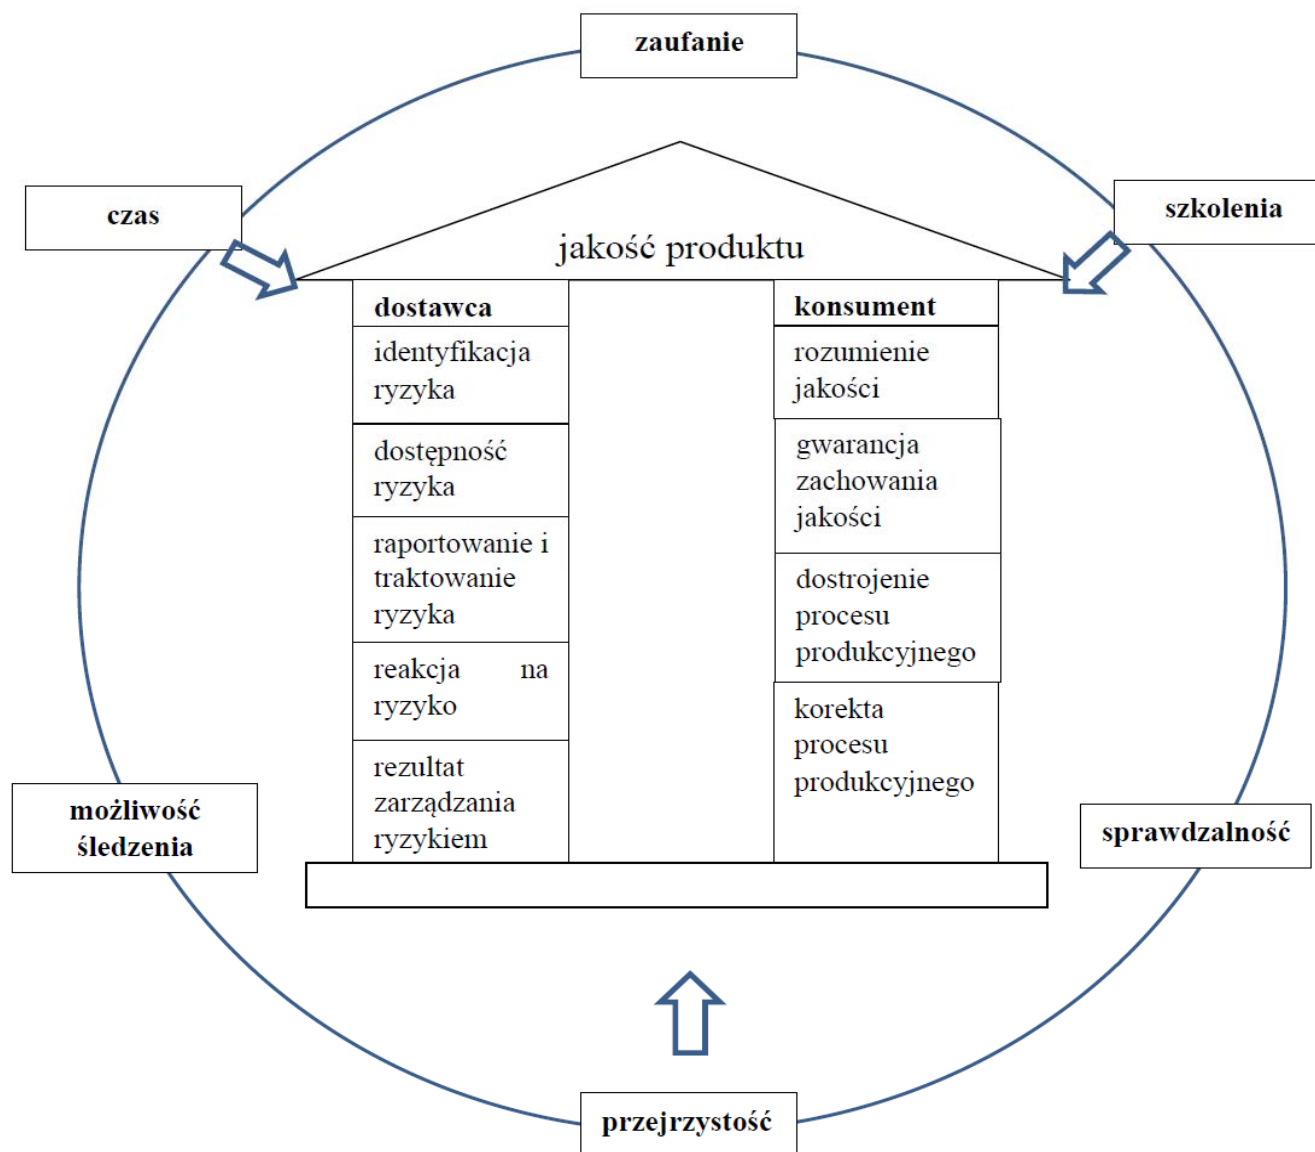 zaufanie
czas
szkolenia
jakość produktu
dostawca
identyfikacja
ryzyka
dostępność
ryzyka
raportowanie i
traktowanie
ryzyka
reakcja na
ryzyko
rezultat
zarządzania
ryzykiem
konsument
rozumienie
jakości
gwarancja
zachowania
jakości
dostrojenie
procesu
produkcyjnego
korekta
procesu
produkcyjnego
możliwość
śledzenia
sprawdzalność
przejrzystość